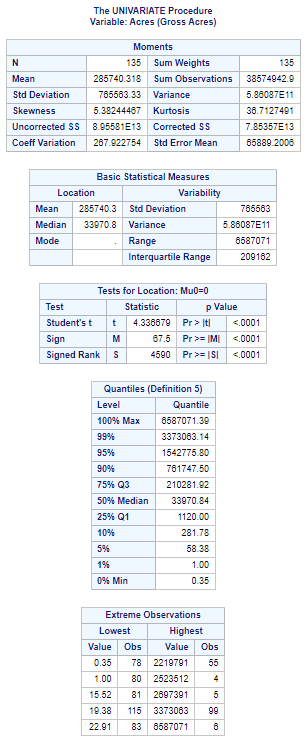 The UNIVARIATE Procedure
Variable: Acres (Gross Acres)
Moments
N 135 Sum Weights 135
Mean 285740.318 Sum Observations 38574942.9
Std Deviation 765563.33 Variance 5.86087E11
Skewness 5.38244467 Kurtosis 36.7127491
Uncorrected SS 8.95581E13 Corrected SS 7.85357E13
Coeff Variation 267.922754 Std Error Mean 65889.2006
Basic Statistical Measures
Location Variability
Mean 285740.3 Std Deviation 765563
Median 33970.8 Variance 5.86087E11
Mode . Range 6587071
Interquartile Range 209162
Tests for Location: Mu0=0
Test Statistic p Value
Student's t t 4.336679 Pr > |t| <.0001
Sign M 67.5 Pr >= |M| <.0001
Signed Rank S 4590 Pr >= |S| <.0001
Quantiles (Definition 5)
Level Quantile
100% Max 6587071.39
99% 3373063.14
95% 1542775.80
90% 761747.50
75% Q3 210281.92
50% Median 33970.84
25% Q1 1120.00
10% 281.78
5% 58.38
1% 1.00
0% Min 0.35
Extreme Observations
Lowest Highest
Value Obs Value Obs
0.35 78 2219791 55
1.00 80 2523512 4
15.52 81 2697391 5
19.38 115 3373063 99
22.91 83 6587071 6